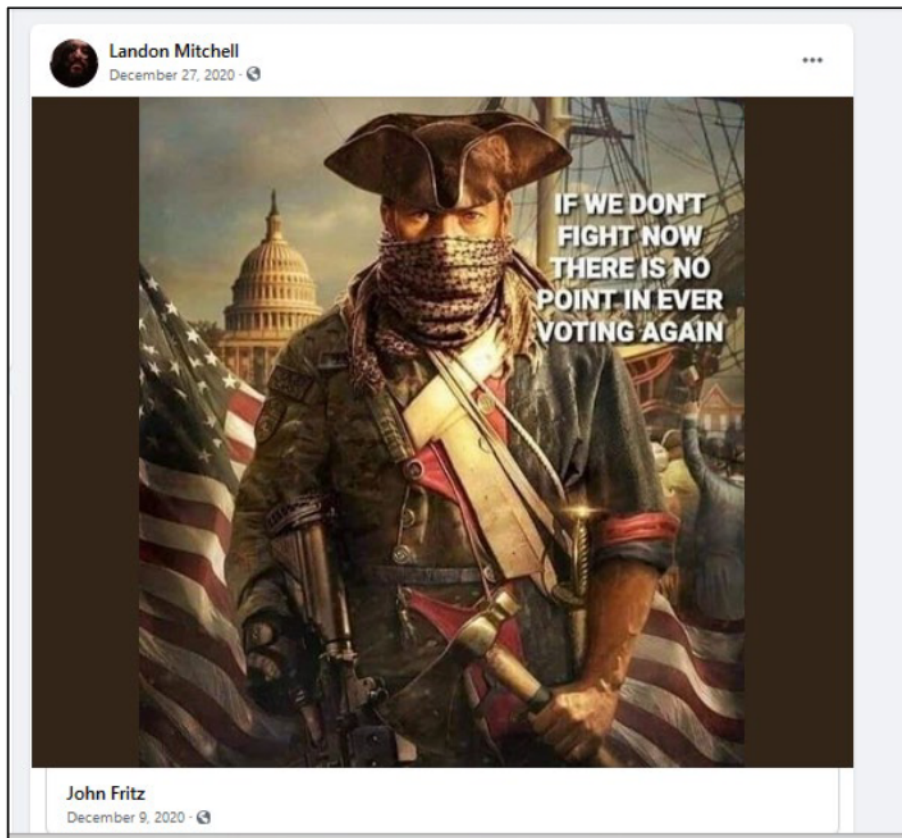 Landon Mitchell
December 27, 2020 ·
IF WE DON'T
FIGHT NOW
THERE IS NO
POINT IN EVER
VOTING AGAIN
John Fritz
December 9, 2020 ·